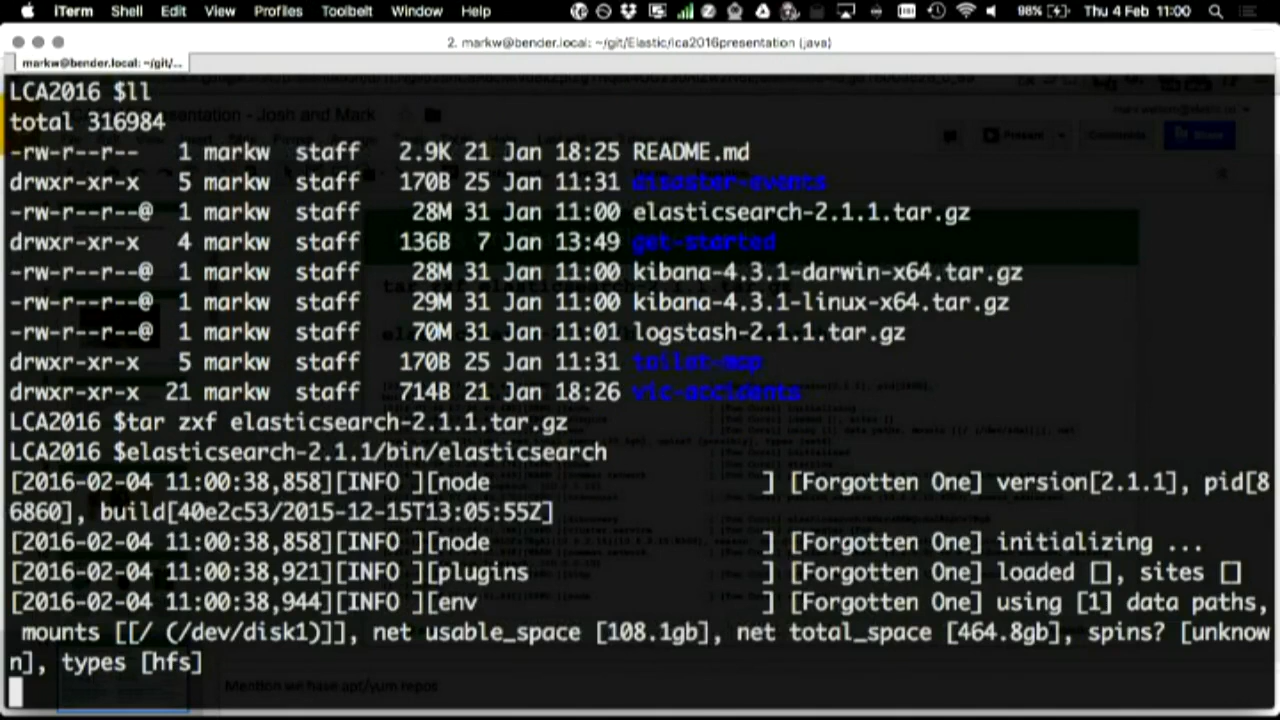 iTerm Shell Edit View Profiles Toolbelt Window Help 98% Thu 4 Feb 11:00
2. markw@bender.local: ~/git/Elastic/lca2016presentation (java)
markw@bender.local: ~/git/...
LCA2016 $ll
total 316984
-rw-r--r-- 1 markw staff 2.9K 21 Jan 18:25 README.md
drwxr-xr-x 5 markw staff 170B 25 Jan 11:31 disaster-events
-rw-r--r--@ 1 markw staff 28M 31 Jan 11:00 elasticsearch-2.1.1.tar.gz
drwxr-xr-x 4 markw staff 136B 7 Jan 13:49 get-started
-rw-r--r--@ 1 markw staff 28M 31 Jan 11:00 kibana-4.3.1-darwin-x64.tar.gz
-rw-r--r--@ 1 markw staff 29M 31 Jan 11:00 kibana-4.3.1-linux-x64.tar.gz
-rw-r--r--@ 1 markw staff 70M 31 Jan 11:01 logstash-2.1.1.tar.gz
drwxr-xr-x 5 markw staff 170B 25 Jan 11:31 toilet-map
drwxr-xr-x 21 markw staff 714B 21 Jan 18:26 vic-accidents
LCA2016 $tar zxf elasticsearch-2.1.1.tar.gz
LCA2016 $elasticsearch-2.1.1/bin/elasticsearch
[2016-02-04 11:00:38,858][INFO ][node ] [Forgotten One] version[2.1.1], pid[8
6860], build[40e2c53/2015-12-15T13:05:55Z]
[2016-02-04 11:00:38,858][INFO ][node ] [Forgotten One] initializing ...
[2016-02-04 11:00:38,921][INFO ][plugins ] [Forgotten One] loaded [], sites []
[2016-02-04 11:00:38,944][INFO ][env ] [Forgotten One] using [1] data paths,
mounts [[/ (/dev/disk1)]], net usable_space [108.1gb], net total_space [464.8gb], spins? [unknow
n], types [hfs]
Mention we have apt/yum repos